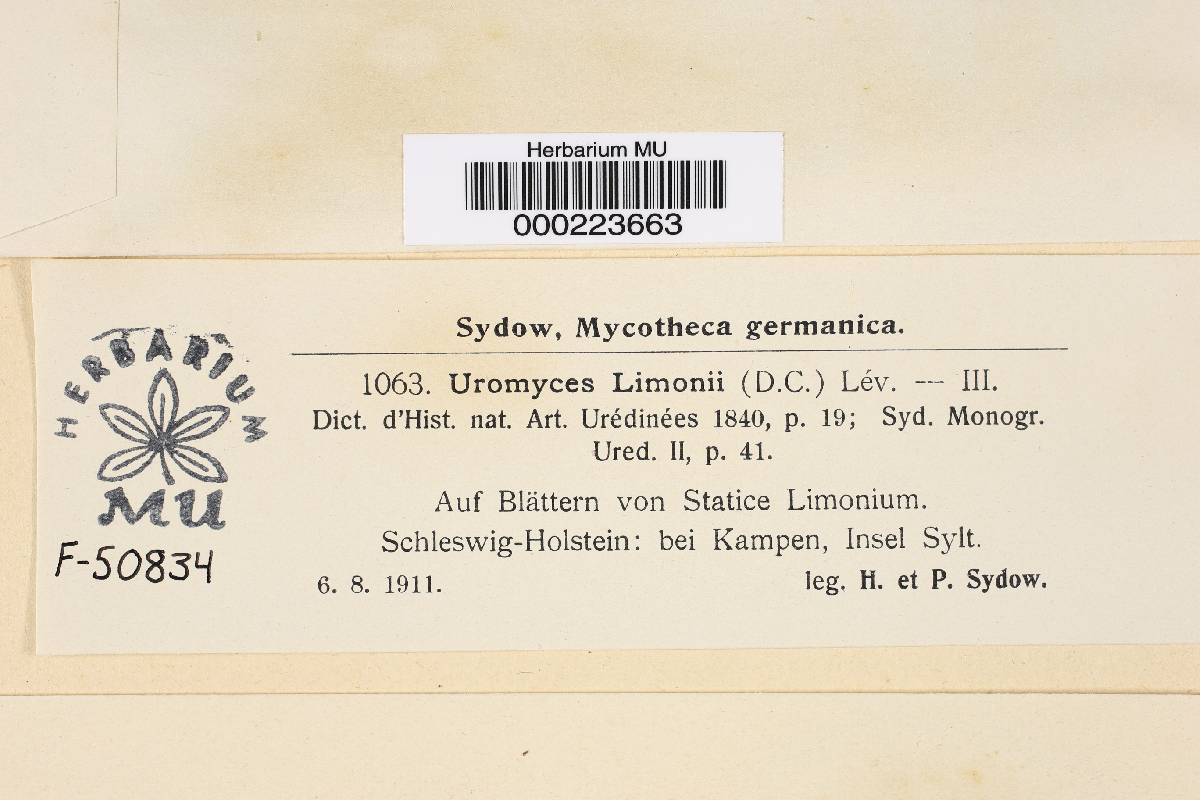 Herbarium MU
000223663
Sydow, Mycotheca germanica.
1063. Uromyces Limonii (D.C.) Lév. — III.
Dict. d'Hist. nat. Art. Urédinées 1840, p. 19; Syd. Monogr.
Ured. II, p. 41.
Auf Blättern von Statice Limonium.
Schleswig-Holstein: bei Kampen, Insel Sylt.
6. 8. 1911. leg. H. et P. Sydow.
HERBARIUM
MU
F-50834